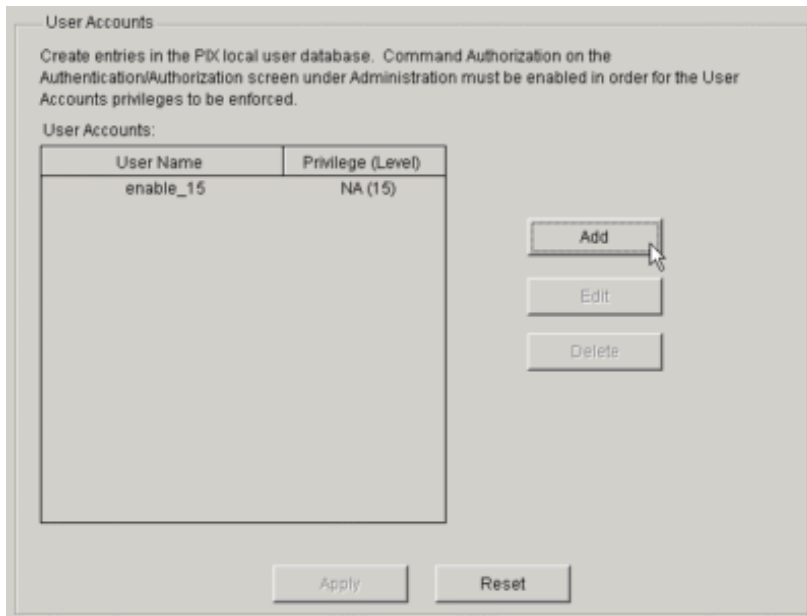 User Accounts
Create entries in the PIX local user database. Command Authorization on the
Authentication/Authorization screen under Administration must be enabled in order for the User
Accounts privileges to be enforced.
User Accounts:
User Name Privilege (Level)
enable_15 NA (15)
Add
Edit
Delete
Apply Reset